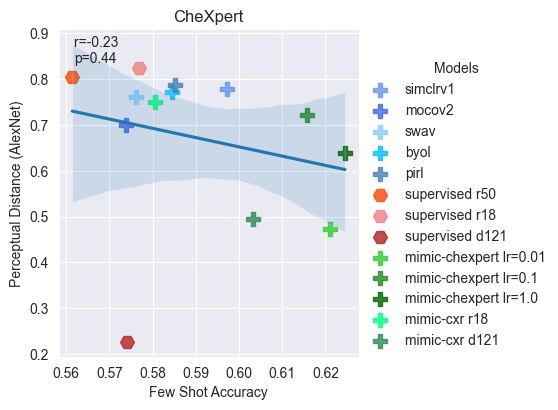 CheXpert
r=-0.23
p=0.44
Perceptual Distance (AlexNet)
0.9
0.8
0.7
0.6
0.5
0.4
0.3
0.2
0.56 0.57 0.58 0.59 0.60 0.61 0.62
Few Shot Accuracy
Models
simclrv1
mocov2
swav
byol
pirl
supervised r50
supervised r18
supervised d121
mimic-chexpert lr=0.01
mimic-chexpert lr=0.1
mimic-chexpert lr=1.0
mimic-cxr r18
mimic-cxr d121